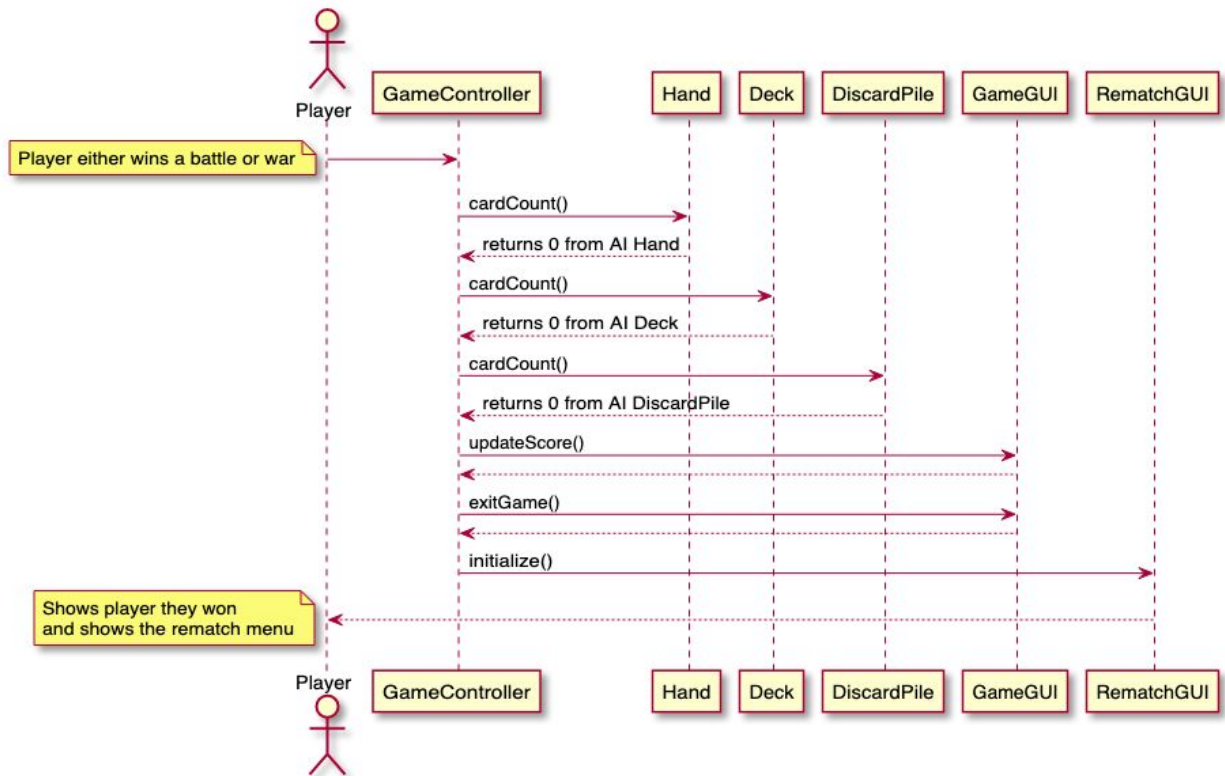 Player
GameController
Hand
Deck
DiscardPile
GameGUI
RematchGUI
Player either wins a battle or war
cardCount()
returns 0 from AI Hand
cardCount()
returns 0 from AI Deck
cardCount()
returns 0 from AI DiscardPile
updateScore()
exitGame()
initialize()
Shows player they won
and shows the rematch menu
Player
GameController
Hand
Deck
DiscardPile
GameGUI
RematchGUI